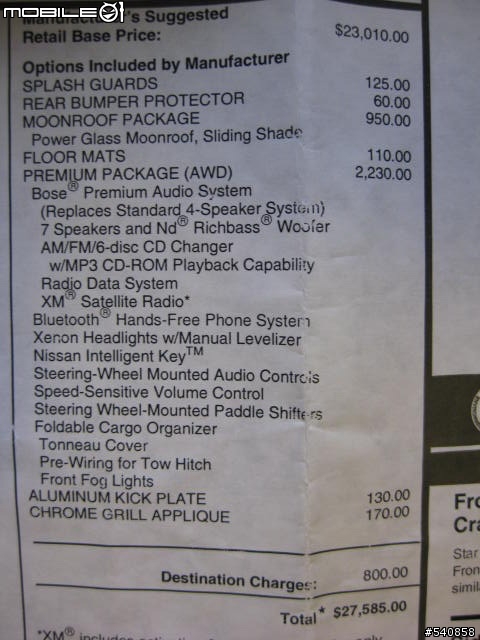 MOBILE01
Manufacturer's Suggested
Retail Base Price: $23,010.00
Options Included by Manufacturer
SPLASH GUARDS 125.00
REAR BUMPER PROTECTOR 60.00
MOONROOF PACKAGE 950.00
Power Glass Moonroof, Sliding Shade
FLOOR MATS 110.00
PREMIUM PACKAGE (AWD) 2,230.00
Bose® Premium Audio System
(Replaces Standard 4-Speaker System)
7 Speakers and Nd® Richbass® Woofer
AM/FM/6-disc CD Changer
w/MP3 CD-ROM Playback Capability
Radio Data System
XM® Satellite Radio*
Bluetooth® Hands-Free Phone System
Xenon Headlights w/Manual Levelizer
Nissan Intelligent Key™
Steering-Wheel Mounted Audio Controls
Speed-Sensitive Volume Control
Steering Wheel-Mounted Paddle Shifters
Foldable Cargo Organizer
Tonneau Cover
Pre-Wiring for Tow Hitch
Front Fog Lights
ALUMINUM KICK PLATE 130.00
CHROME GRILL APPLIQUE 170.00
Destination Charges: 800.00
Total* $27,585.00
*XM® includes
only
Fro
Cra
Star
Fron
simil
#540858